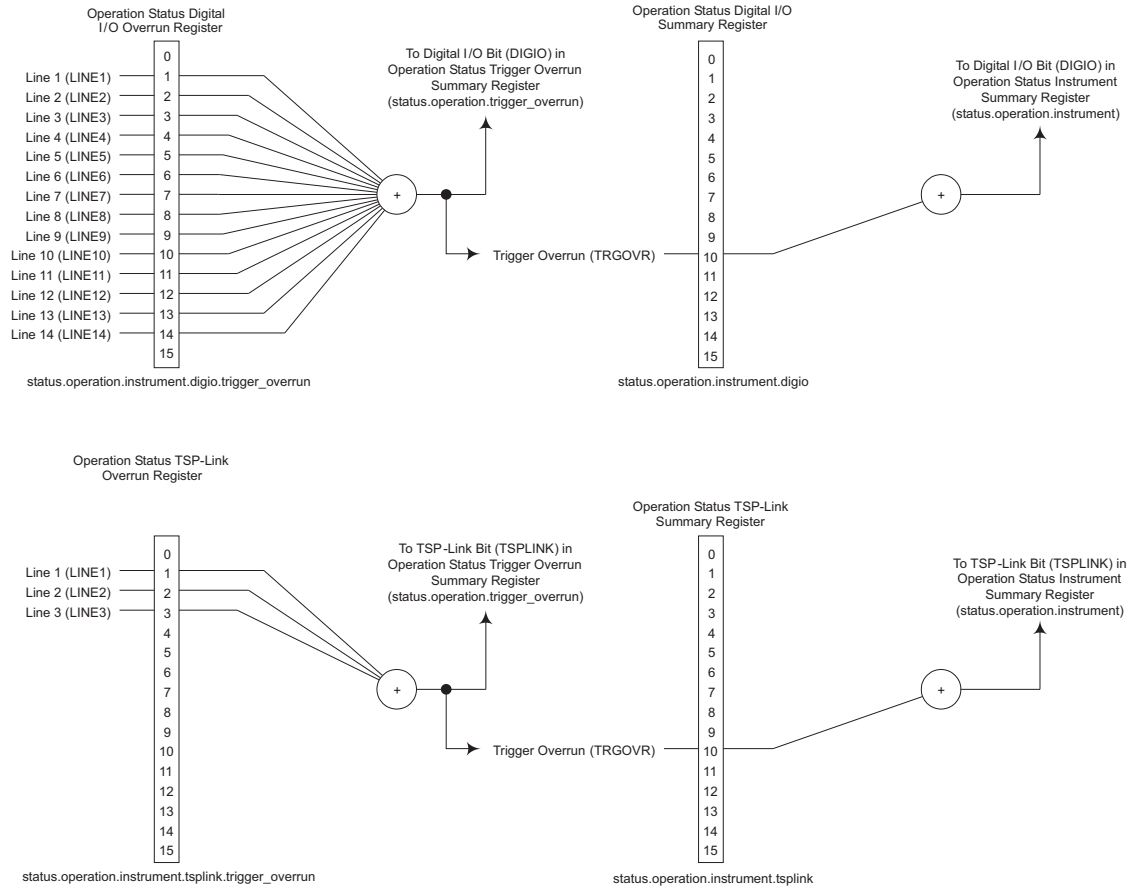 Operation Status Digital
I/O Overrun Register
0
Line 1 (LINE1) 1
Line 2 (LINE2) 2
Line 3 (LINE3) 3
Line 4 (LINE4) 4
Line 5 (LINE5) 5
Line 6 (LINE6) 6
Line 7 (LINE7) 7
Line 8 (LINE8) 8
Line 9 (LINE9) 9
Line 10 (LINE10) 10
Line 11 (LINE11) 11
Line 12 (LINE12) 12
Line 13 (LINE13) 13
Line 14 (LINE14) 14
15
status.operation.instrument.digio.trigger_overrun
+
To Digital I/O Bit (DIGIO) in
Operation Status Trigger Overrun
Summary Register
(status.operation.trigger_overrun)
Trigger Overrun (TRGOVR)
Operation Status Digital I/O
Summary Register
0
1
2
3
4
5
6
7
8
9
10
11
12
13
14
15
status.operation.instrument.digio
+
To Digital I/O Bit (DIGIO) in
Operation Status Instrument
Summary Register
(status.operation.instrument)
Operation Status TSP-Link
Overrun Register
0
Line 1 (LINE1) 1
Line 2 (LINE2) 2
Line 3 (LINE3) 3
4
5
6
7
8
9
10
11
12
13
14
15
status.operation.instrument.tsplink.trigger_overrun
+
To TSP-Link Bit (TSPLINK) in
Operation Status Trigger Overrun
Summary Register
(status.operation.trigger_overrun)
Trigger Overrun (TRGOVR)
Operation Status TSP-Link
Summary Register
0
1
2
3
4
5
6
7
8
9
10
11
12
13
14
15
status.operation.instrument.tsplink
+
To TSP-Link Bit (TSPLINK) in
Operation Status Instrument
Summary Register
(status.operation.instrument)